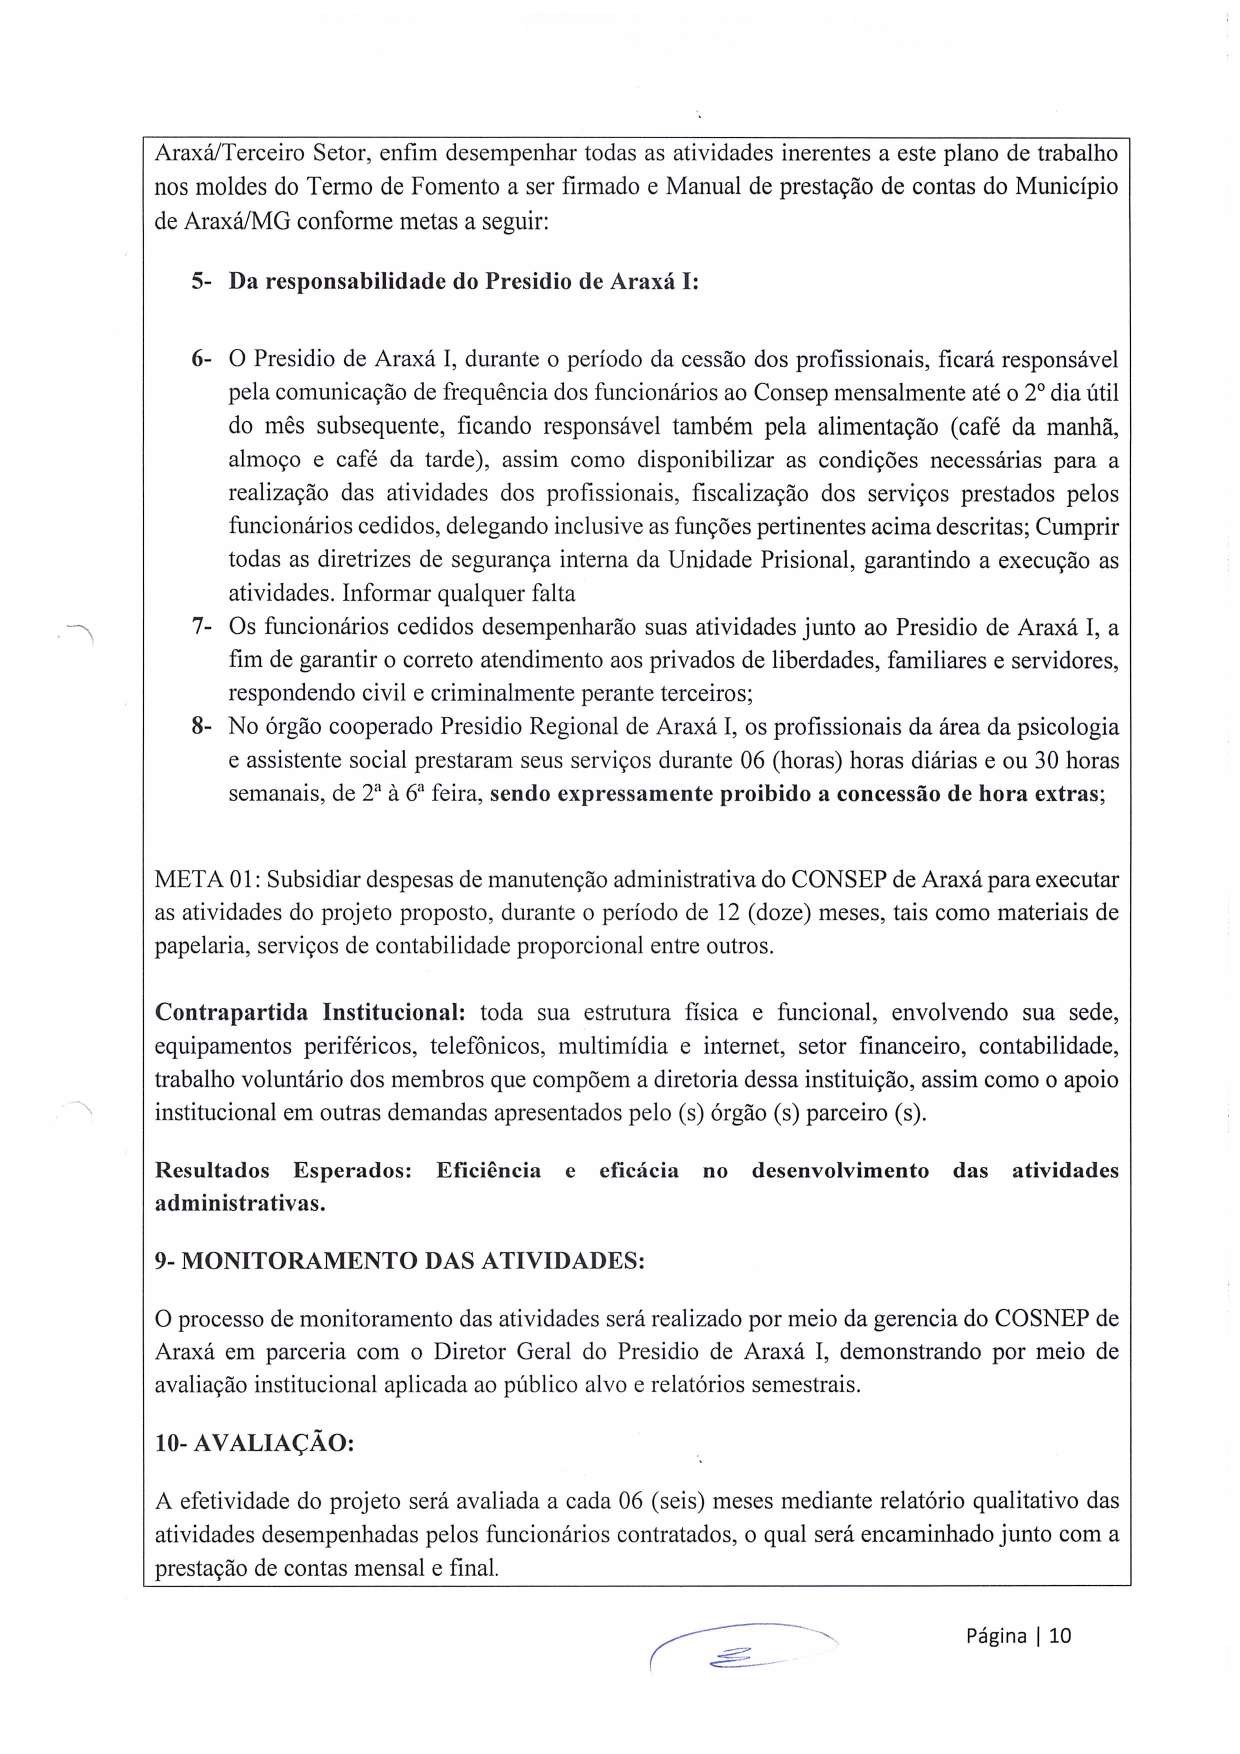 Araxá/Terceiro Setor, enfim desempenhar todas as atividades inerentes a este plano de trabalho
nos moldes do Termo de Fomento a ser firmado e Manual de prestação de contas do Município
de Araxá/MG conforme metas a seguir:
5- Da responsabilidade do Presidio de Araxá I:
6- O Presidio de Araxá I, durante o período da cessão dos profissionais, ficará responsável
pela comunicação de frequência dos funcionários ao Consep mensalmente até o 2º dia útil
do mês subsequente, ficando responsável também pela alimentação (café da manhã,
almoço e café da tarde), assim como disponibilizar as condições necessárias para a
realização das atividades dos profissionais, fiscalização dos serviços prestados pelos
funcionários cedidos, delegando inclusive as funções pertinentes acima descritas; Cumprir
todas as diretrizes de segurança interna da Unidade Prisional, garantindo a execução as
atividades. Informar qualquer falta
7- Os funcionários cedidos desempenharão suas atividades junto ao Presidio de Araxá I, a
fim de garantir o correto atendimento aos privados de liberdades, familiares e servidores,
respondendo civil e criminalmente perante terceiros;
8- No órgão cooperado Presidio Regional de Araxá I, os profissionais da área da psicologia
e assistente social prestaram seus serviços durante 06 (horas) horas diárias e ou 30 horas
semanais, de 2ª à 6ª feira, sendo expressamente proibido a concessão de hora extras;
META 01: Subsidiar despesas de manutenção administrativa do CONSEP de Araxá para executar
as atividades do projeto proposto, durante o período de 12 (doze) meses, tais como materiais de
papelaria, serviços de contabilidade proporcional entre outros.
Contrapartida Institucional: toda sua estrutura física e funcional, envolvendo sua sede,
equipamentos periféricos, telefônicos, multimídia e internet, setor financeiro, contabilidade,
trabalho voluntário dos membros que compõem a diretoria dessa instituição, assim como o apoio
institucional em outras demandas apresentados pelo (s) órgão (s) parceiro (s).
Resultados Esperados: Eficiência e eficácia no desenvolvimento das atividades
administrativas.
9- MONITORAMENTO DAS ATIVIDADES:
O processo de monitoramento das atividades será realizado por meio da gerencia do COSNEP de
Araxá em parceria com o Diretor Geral do Presidio de Araxá I, demonstrando por meio de
avaliação institucional aplicada ao público alvo e relatórios semestrais.
10- AVALIAÇÃO:
A efetividade do projeto será avaliada a cada 06 (seis) meses mediante relatório qualitativo das
atividades desempenhadas pelos funcionários contratados, o qual será encaminhado junto com a
prestação de contas mensal e final.
Página | 10